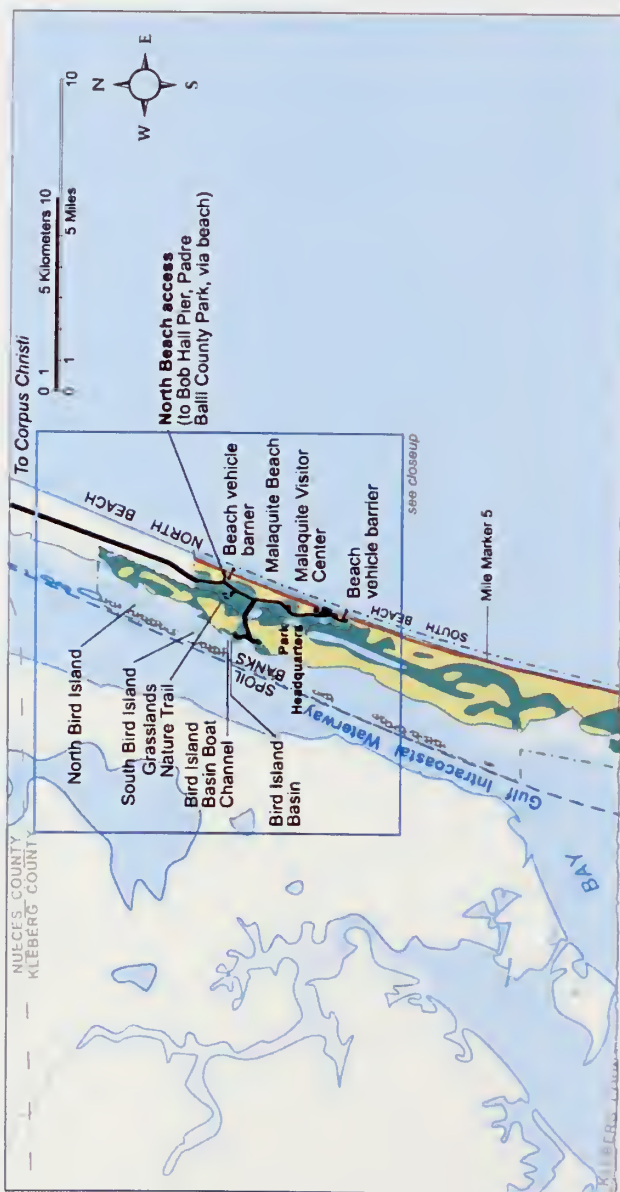 To Corpus Christi
0 1 5 Kilometers 10
0 1 5 Miles 10
N
E
S
W
NUECES COUNTY
KLEBERG COUNTY
North Bird Island
South Bird Island
Grasslands
Nature Trail
Bird Island
Basin Boat
Channel
Bird Island
Basin
SPOIL
BANKS
Gulf Intracoastal Waterway
NORTH BEACH
North Beach access
(to Bob Hall Pier, Padre
Balli County Park, via beach)
Beach vehicle
barrier
Malaquite Beach
Malaquite Visitor
Center
Beach
vehicle barrier
Park
Headquarters
SOUTH BEACH
see closeup
Mile Marker 5
BAY